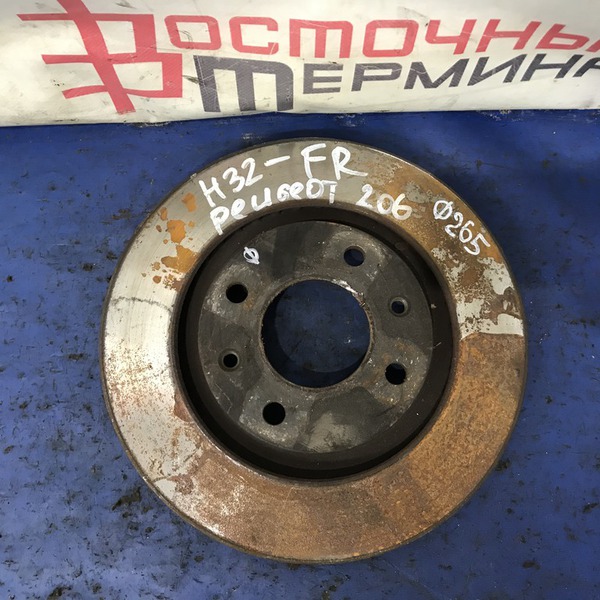 ВОСТОЧНЫ
ТЕРМИНА
H32-FR
Peugeot 206 Ø265
Ø